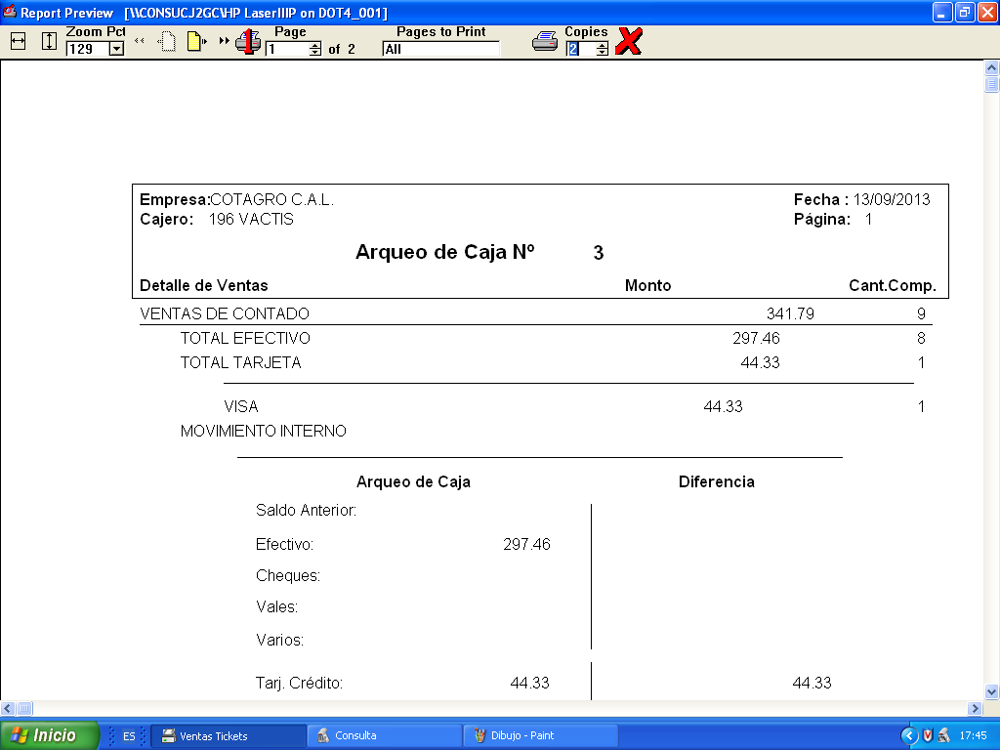 Report Preview [\\CONSUCJ2GC\HP LaserIIIP on DOT4_001]
Zoom Pct Page Pages to Print Copies
129 1 of 2 All 2
Empresa:COTAGRO C.A.L. Fecha : 13/09/2013
Cajero: 196 VACTIS Página: 1
Arqueo de Caja Nº 3
Detalle de Ventas Monto Cant.Comp.
VENTAS DE CONTADO 341.79 9
TOTAL EFECTIVO 297.46 8
TOTAL TARJETA 44.33 1
VISA 44.33 1
MOVIMIENTO INTERNO
Arqueo de Caja Diferencia
Saldo Anterior:
Efectivo: 297.46
Cheques:
Vales:
Varios:
Tarj. Crédito: 44.33 44.33
Inicio ES Ventas Tickets Consulta Dibujo - Paint 17:45